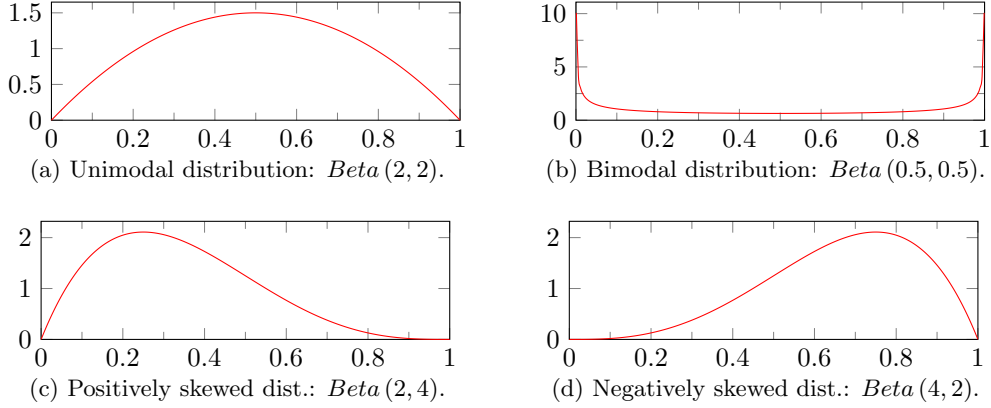 1.5
1
0.5
0
0 0.2 0.4 0.6 0.8 1
(a) Unimodal distribution: Beta (2, 2).
10
5
0
0 0.2 0.4 0.6 0.8 1
(b) Bimodal distribution: Beta (0.5, 0.5).
2
1
0
0 0.2 0.4 0.6 0.8 1
(c) Positively skewed dist.: Beta (2, 4).
2
1
0
0 0.2 0.4 0.6 0.8 1
(d) Negatively skewed dist.: Beta (4, 2).